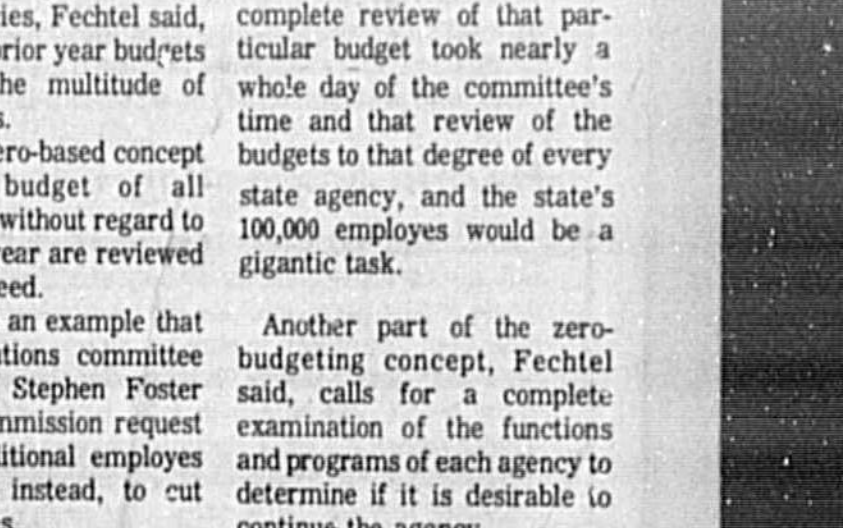 ies, Fechtel said,
prior year budgets
he multitude of
s.
ero-based concept
budget of all
without regard to
ear are reviewed
eed.
an example that
tions committee
Stephen Foster
mmission request
itional employes
instead, to cut
s.
complete review of that par-
ticular budget took nearly a
whole day of the committee's
time and that review of the
budgets to that degree of every
state agency, and the state's
100,000 employes would be a
gigantic task.
Another part of the zero-
budgeting concept, Fechtel
said, calls for a complete
examination of the functions
and programs of each agency to
determine if it is desirable to
continue the agency